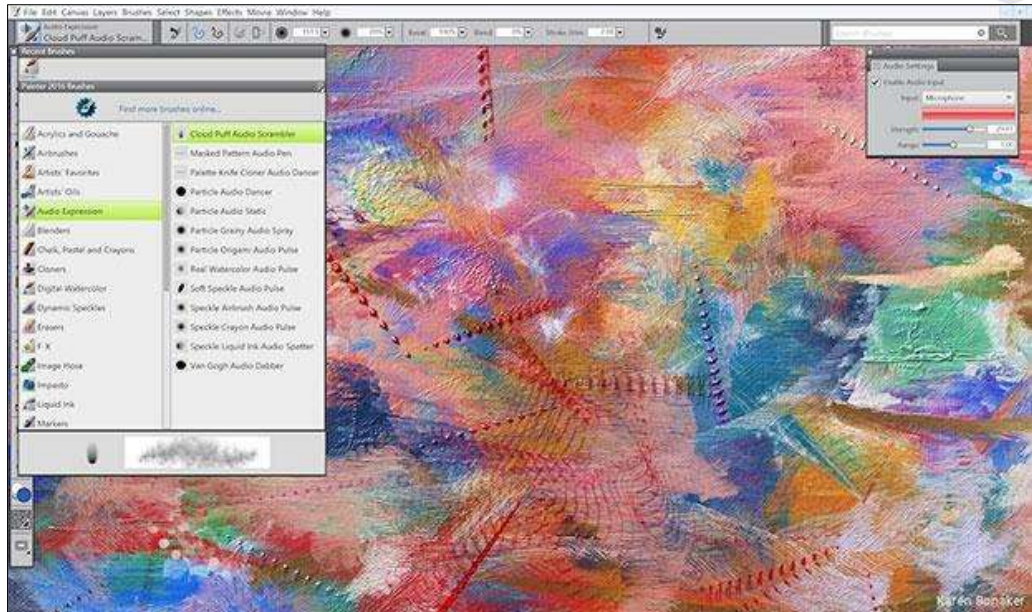 File Edit Canvas Layers Brushes Select Shapes Effects Movie Window Help
Audio Expression
Cloud Puff Audio Scram...
Recent Brushes
Painter 2016 Brushes
Find more brushes online...
Acrylics and Gouache
Airbrushes
Artists' Favorites
Artists' Oils
Audio Expression
Blenders
Chalk, Pastel and Crayons
Cloners
Digital Watercolor
Dynamic Speckles
Erasers
F-X
Image Hose
Impasto
Liquid Ink
Markers
Cloud Puff Audio Scrambler
Masked Pattern Audio Pen
Palette Knife Cloner Audio Dancer
Particle Audio Dancer
Particle Audio Static
Particle Grainy Audio Spray
Particle Origami Audio Pulse
Real Watercolor Audio Pulse
Soft Speckle Audio Pulse
Speckle Airbrush Audio Pulse
Speckle Crayon Audio Pulse
Speckle Liquid Ink Audio Spatter
Van Gogh Audio Dabber
Audio Settings
Enable Audio Input
Input: Microphone
Strength:
Range:
Karen Bonaker